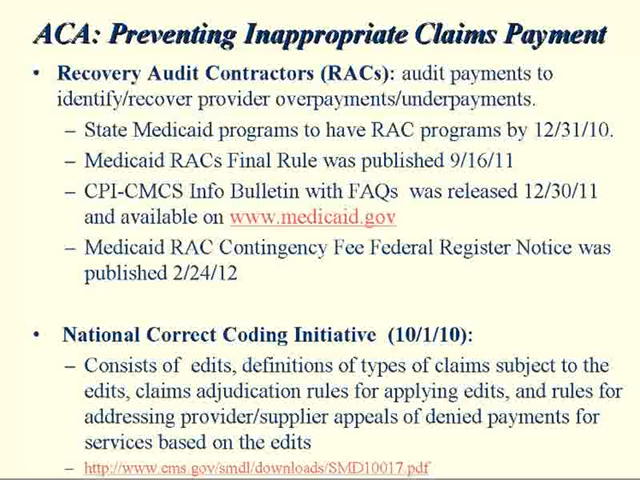 ACA: Preventing Inappropriate Claims Payment
• Recovery Audit Contractors (RACs): audit payments to
identify/recover provider overpayments/underpayments.
– State Medicaid programs to have RAC programs by 12/31/10.
– Medicaid RACs Final Rule was published 9/16/11
– CPI-CMCS Info Bulletin with FAQs was released 12/30/11
and available on www.medicaid.gov
– Medicaid RAC Contingency Fee Federal Register Notice was
published 2/24/12
• National Correct Coding Initiative (10/1/10):
– Consists of edits, definitions of types of claims subject to the
edits, claims adjudication rules for applying edits, and rules for
addressing provider/supplier appeals of denied payments for
services based on the edits
– http://www.cms.gov/smdl/downloads/SMD10017.pdf